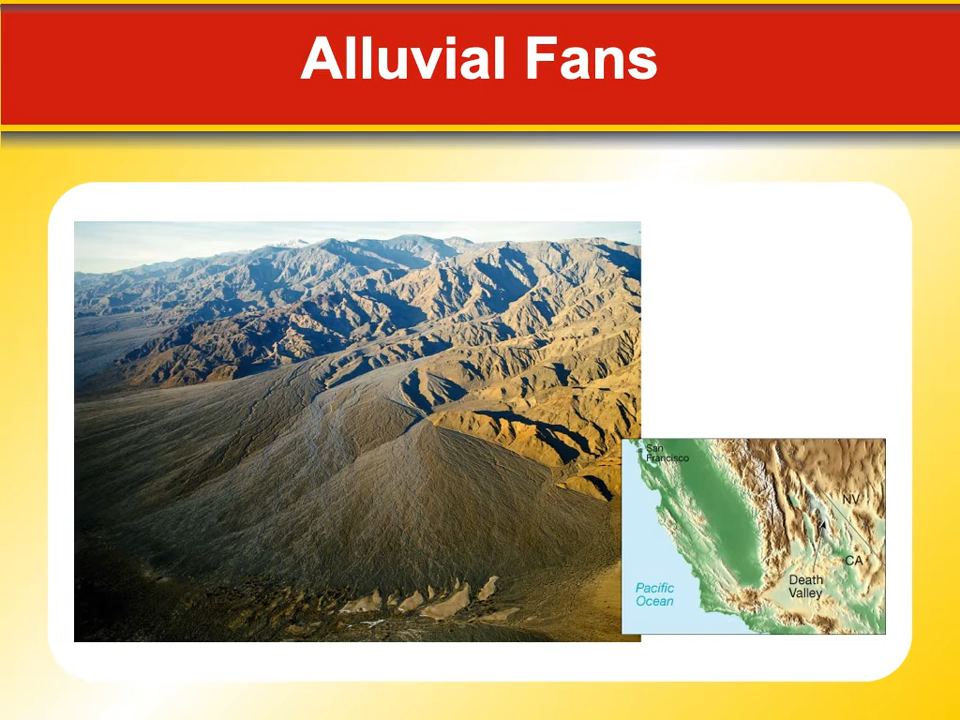 Alluvial Fans
San
Francisco
NV
CA
Death
Valley
Pacific
Ocean